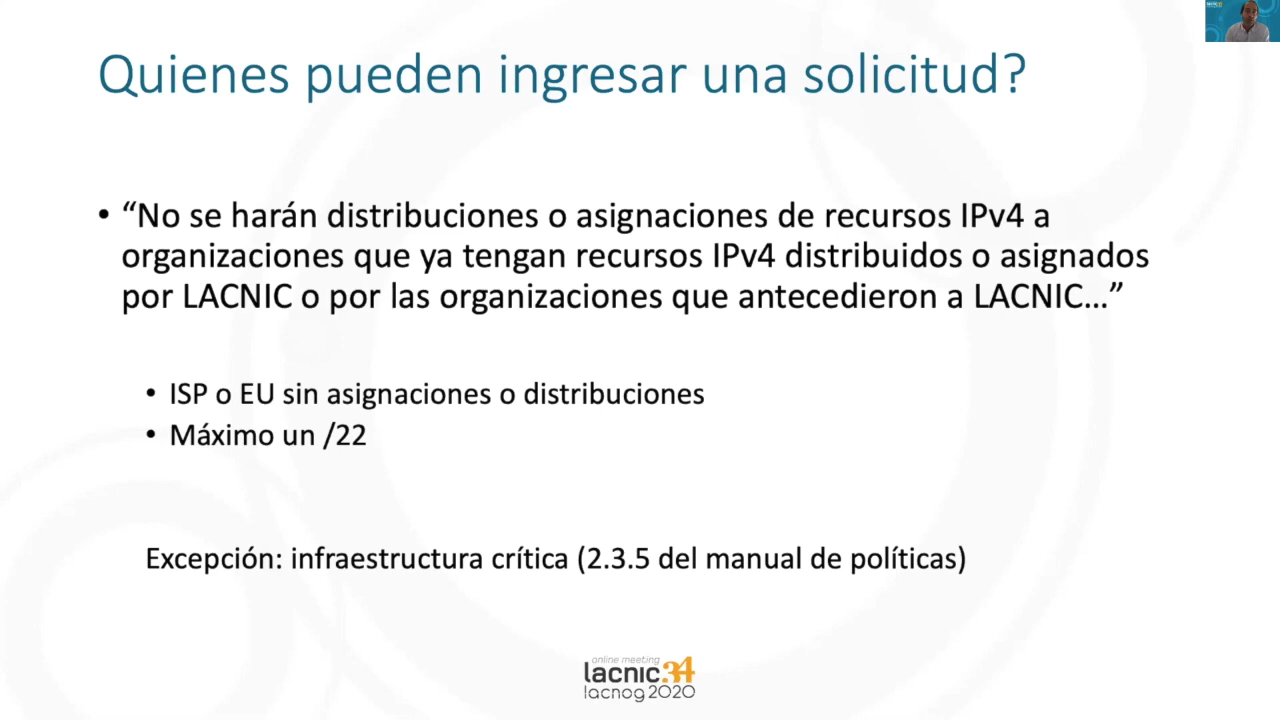 Quienes pueden ingresar una solicitud?
• “No se harán distribuciones o asignaciones de recursos IPv4 a
organizaciones que ya tengan recursos IPv4 distribuidos o asignados
por LACNIC o por las organizaciones que antecedieron a LACNIC…”
• ISP o EU sin asignaciones o distribuciones
• Máximo un /22
Excepción: infraestructura crítica (2.3.5 del manual de políticas)
online meeting
lacnic34
lacnog2020